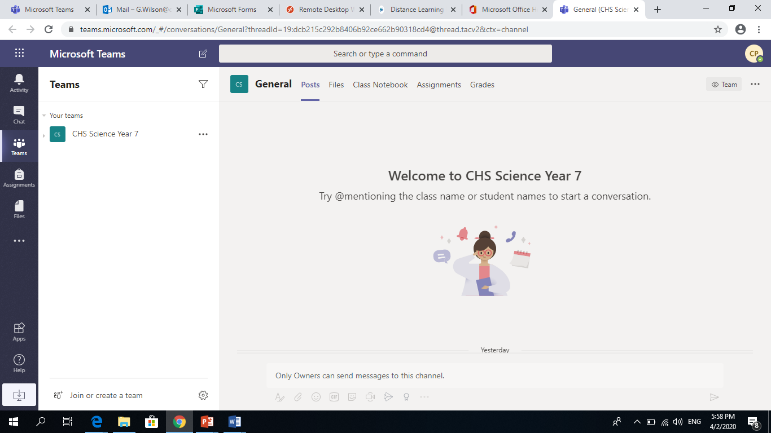 Microsoft Teams
Mail – G.Wilson@
Microsoft Forms
Remote Desktop
Distance Learning
Microsoft Office
General (CHS Scie
teams.microsoft.com/_#/conversations/General?threadId=19:dcb215c292b8406b92ce662b90318cd4@thread.tacv2&ctx=channel
Microsoft Teams
Search or type a command
CP
Activity
Chat
Teams
Assignments
Files
Apps
Help
Teams
Your teams
CS CHS Science Year 7
Join or create a team
CS General Posts Files Class Notebook Assignments Grades
Team
Welcome to CHS Science Year 7
Try @mentioning the class name or student names to start a conversation.
Yesterday
Only Owners can send messages to this channel.
GIF
ENG
5:58 PM
4/2/2020